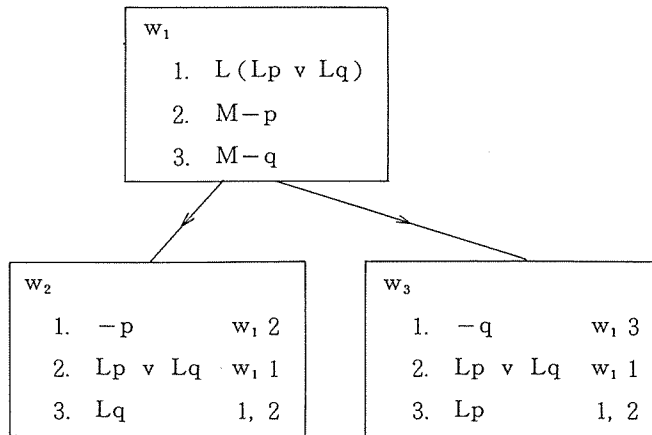 w₁
1. L(Lp v Lq)
2. M−p
3. M−q
w₂
1. −p w₁ 2
2. Lp v Lq w₁ 1
3. Lq 1, 2
w₃
1. −q w₁ 3
2. Lp v Lq w₁ 1
3. Lp 1, 2